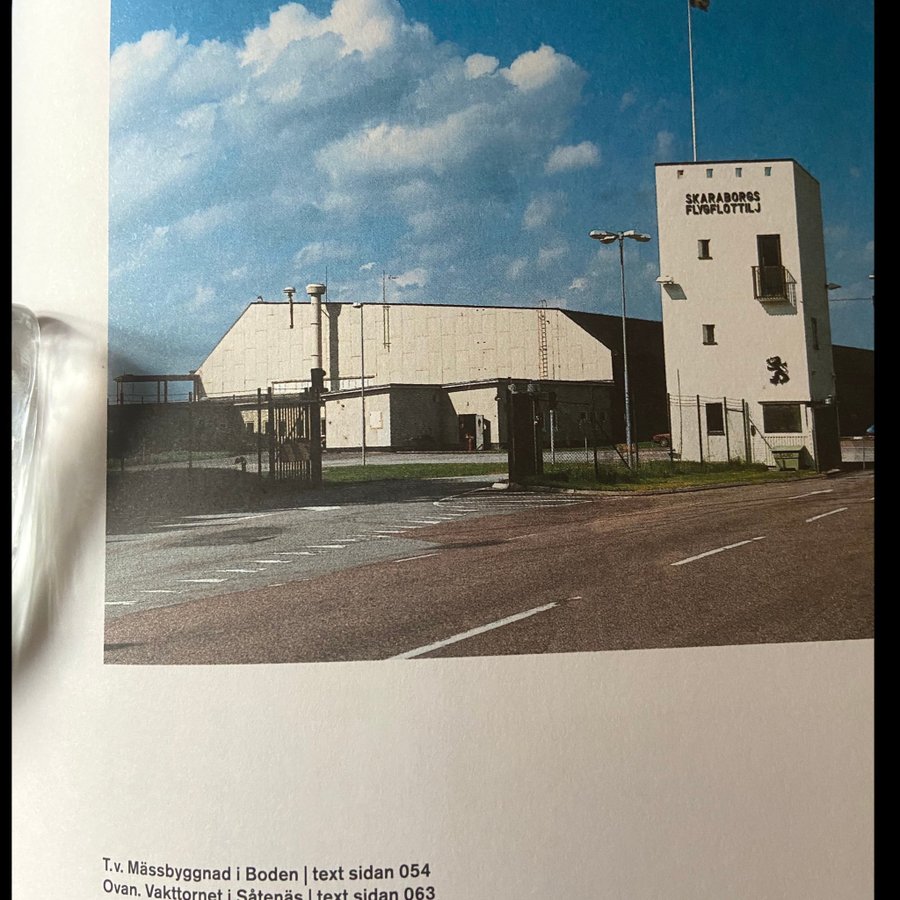 SKARABORGS
FLYGFLOTTILJ
T.v. Mässbyggnad i Boden | text sidan 054
Ovan. Vakttornet i Såtenäs | text sidan 063